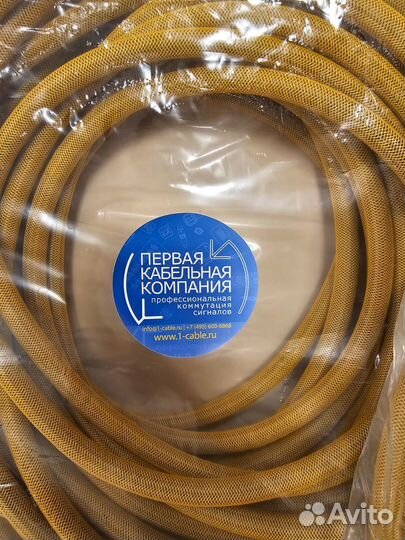 ПЕРВАЯ
КАБЕЛЬНАЯ
КОМПАНИЯ
профессиональная
коммутация
сигналов
info@1-cable.ru | +7 (495) 600-6868
www.1-cable.ru
Avito